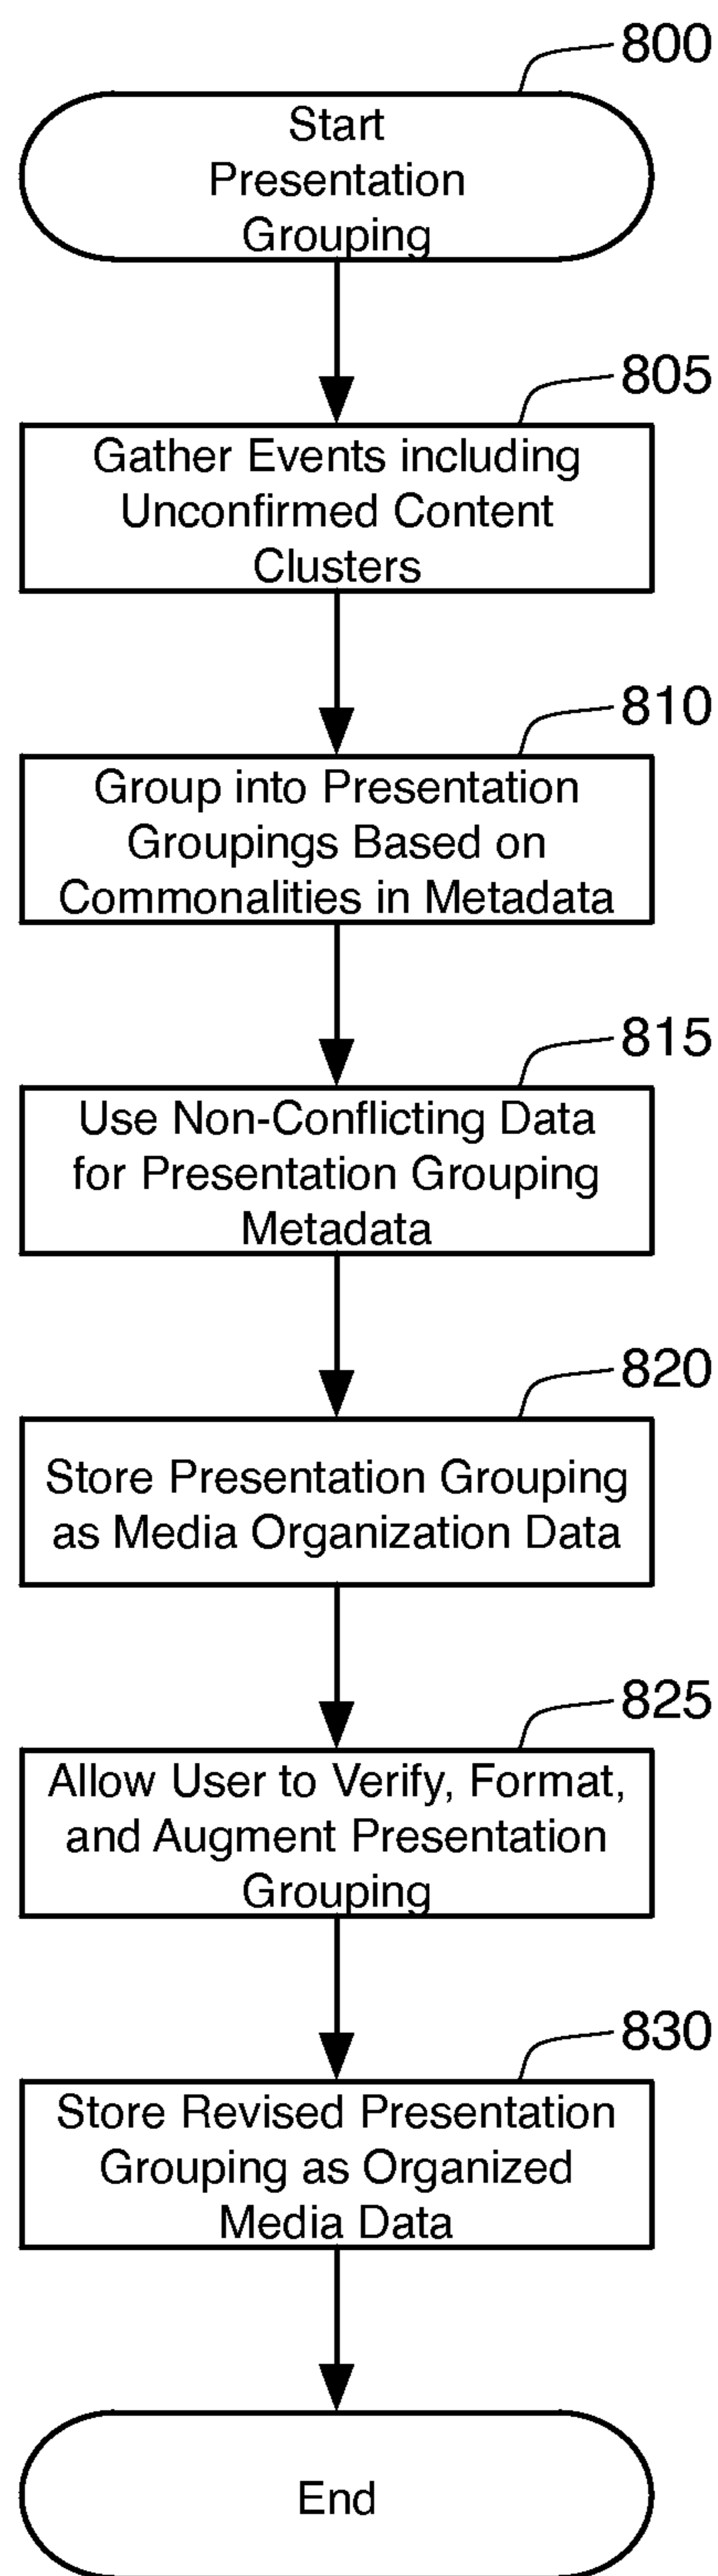 800
Start
Presentation
Grouping
805
Gather Events including
Unconfirmed Content
Clusters
810
Group into Presentation
Groupings Based on
Commonalities in Metadata
815
Use Non-Conflicting Data
for Presentation Grouping
Metadata
820
Store Presentation Grouping
as Media Organization Data
825
Allow User to Verify, Format,
and Augment Presentation
Grouping
830
Store Revised Presentation
Grouping as Organized
Media Data
End